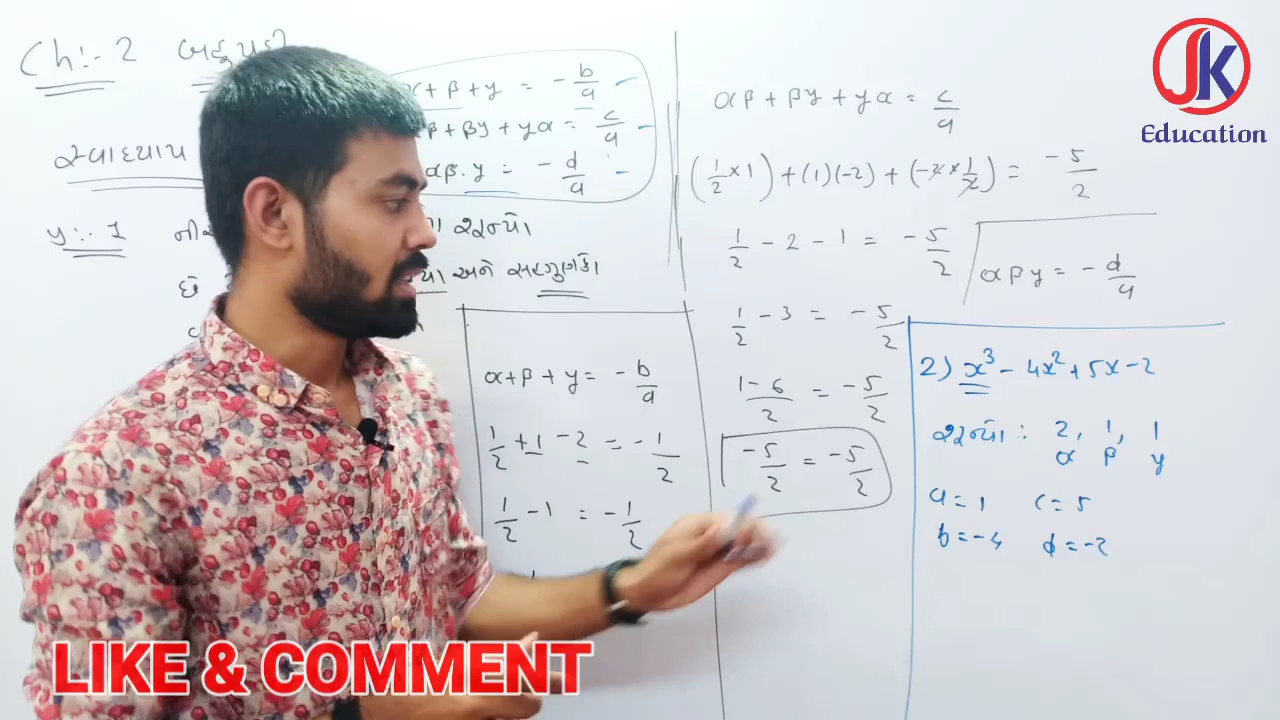 Ch:- 2 બહુપદી
α + β + γ = - b/a
αβ + βγ + γα = c/a
αβ.γ = - d/a
સ્વાધ્યાય
y:- 1
શૂન્યો
અને સહગુણકો
α+β+γ = - b/a
1/2 + 1 - 2 = - 1/2
1/2 - 1 = - 1/2
αβ + βγ + γα = c/a
(1/2 × 1) + (1)(-2) + (-2 × 1/2) = -5/2
1/2 - 2 - 1 = -5/2
1/2 - 3 = -5/2
1-6/2 = -5/2
-5/2 = -5/2
αβγ = - d/a
2) x³ - 4x² + 5x - 2
શૂન્યો : 2, 1, 1
α β γ
a = 1 c = 5
b = -4 d = -2
JK
Education
LIKE & COMMENT